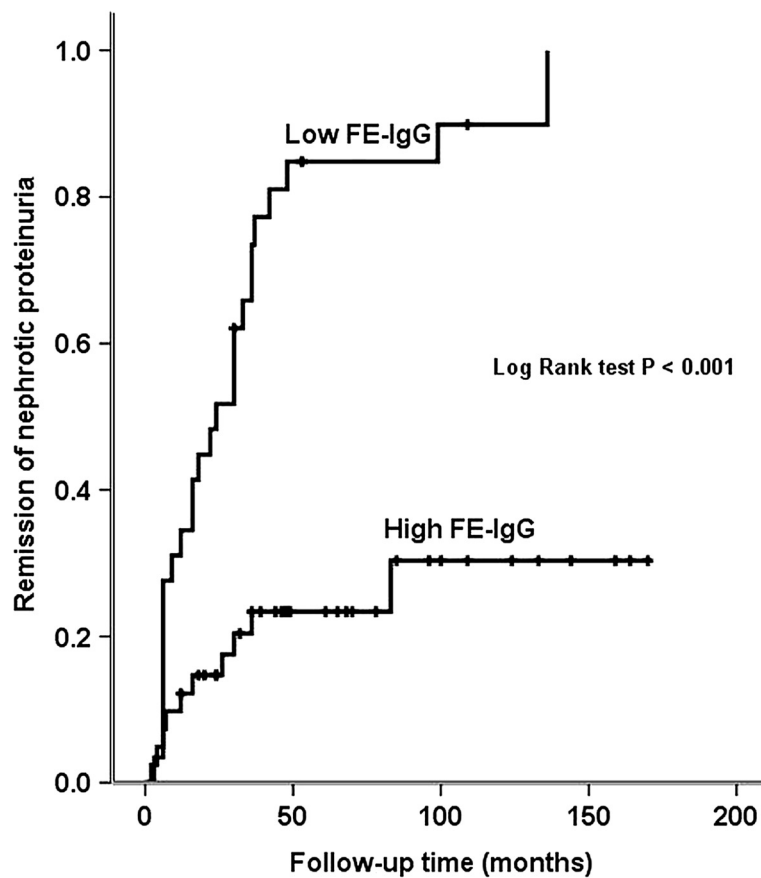 1.0
Low FE-IgG
0.8
Remission of nephrotic proteinuria
0.6
Log Rank test P < 0.001
0.4
High FE-IgG
0.2
0.0
0 50 100 150 200
Follow-up time (months)